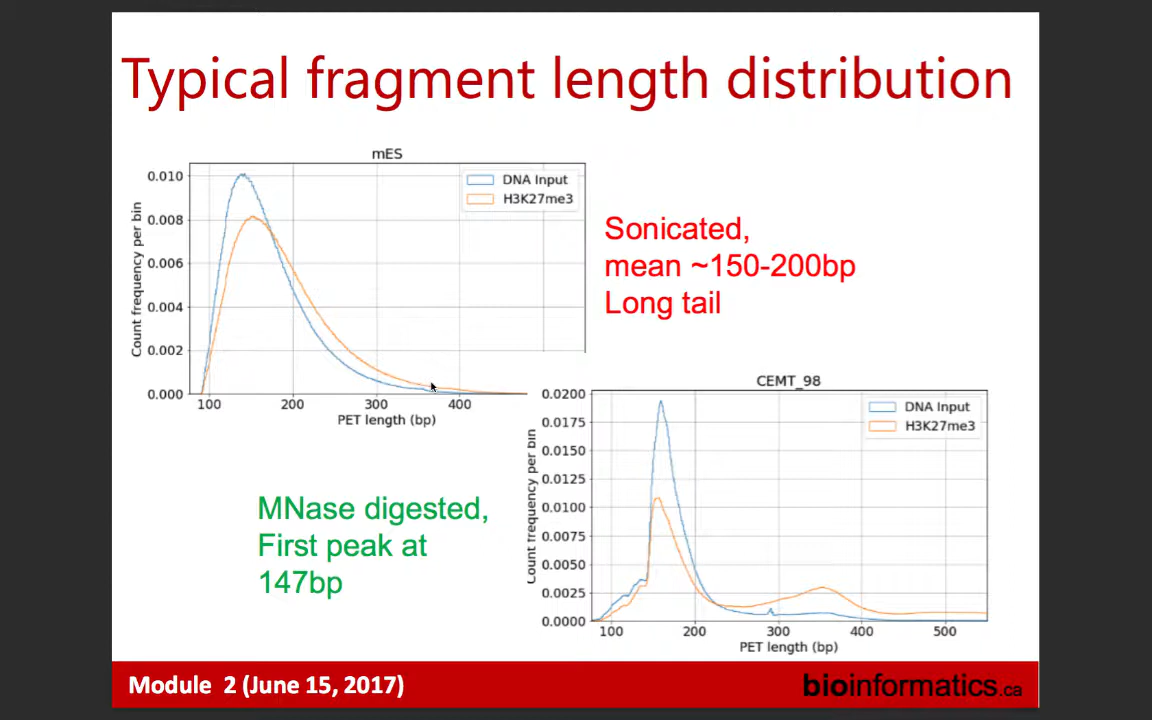 Typical fragment length distribution
mES
DNA Input
H3K27me3
0.010
0.008
0.006
0.004
0.002
0.000
Count frequency per bin
100 200 300 400
PET length (bp)
Sonicated,
mean ~150-200bp
Long tail
MNase digested,
First peak at
147bp
CEMT_98
DNA Input
H3K27me3
0.0200
0.0175
0.0150
0.0125
0.0100
0.0075
0.0050
0.0025
0.0000
Count frequency per bin
100 200 300 400 500
PET length (bp)
Module 2 (June 15, 2017)
bioinformatics.ca